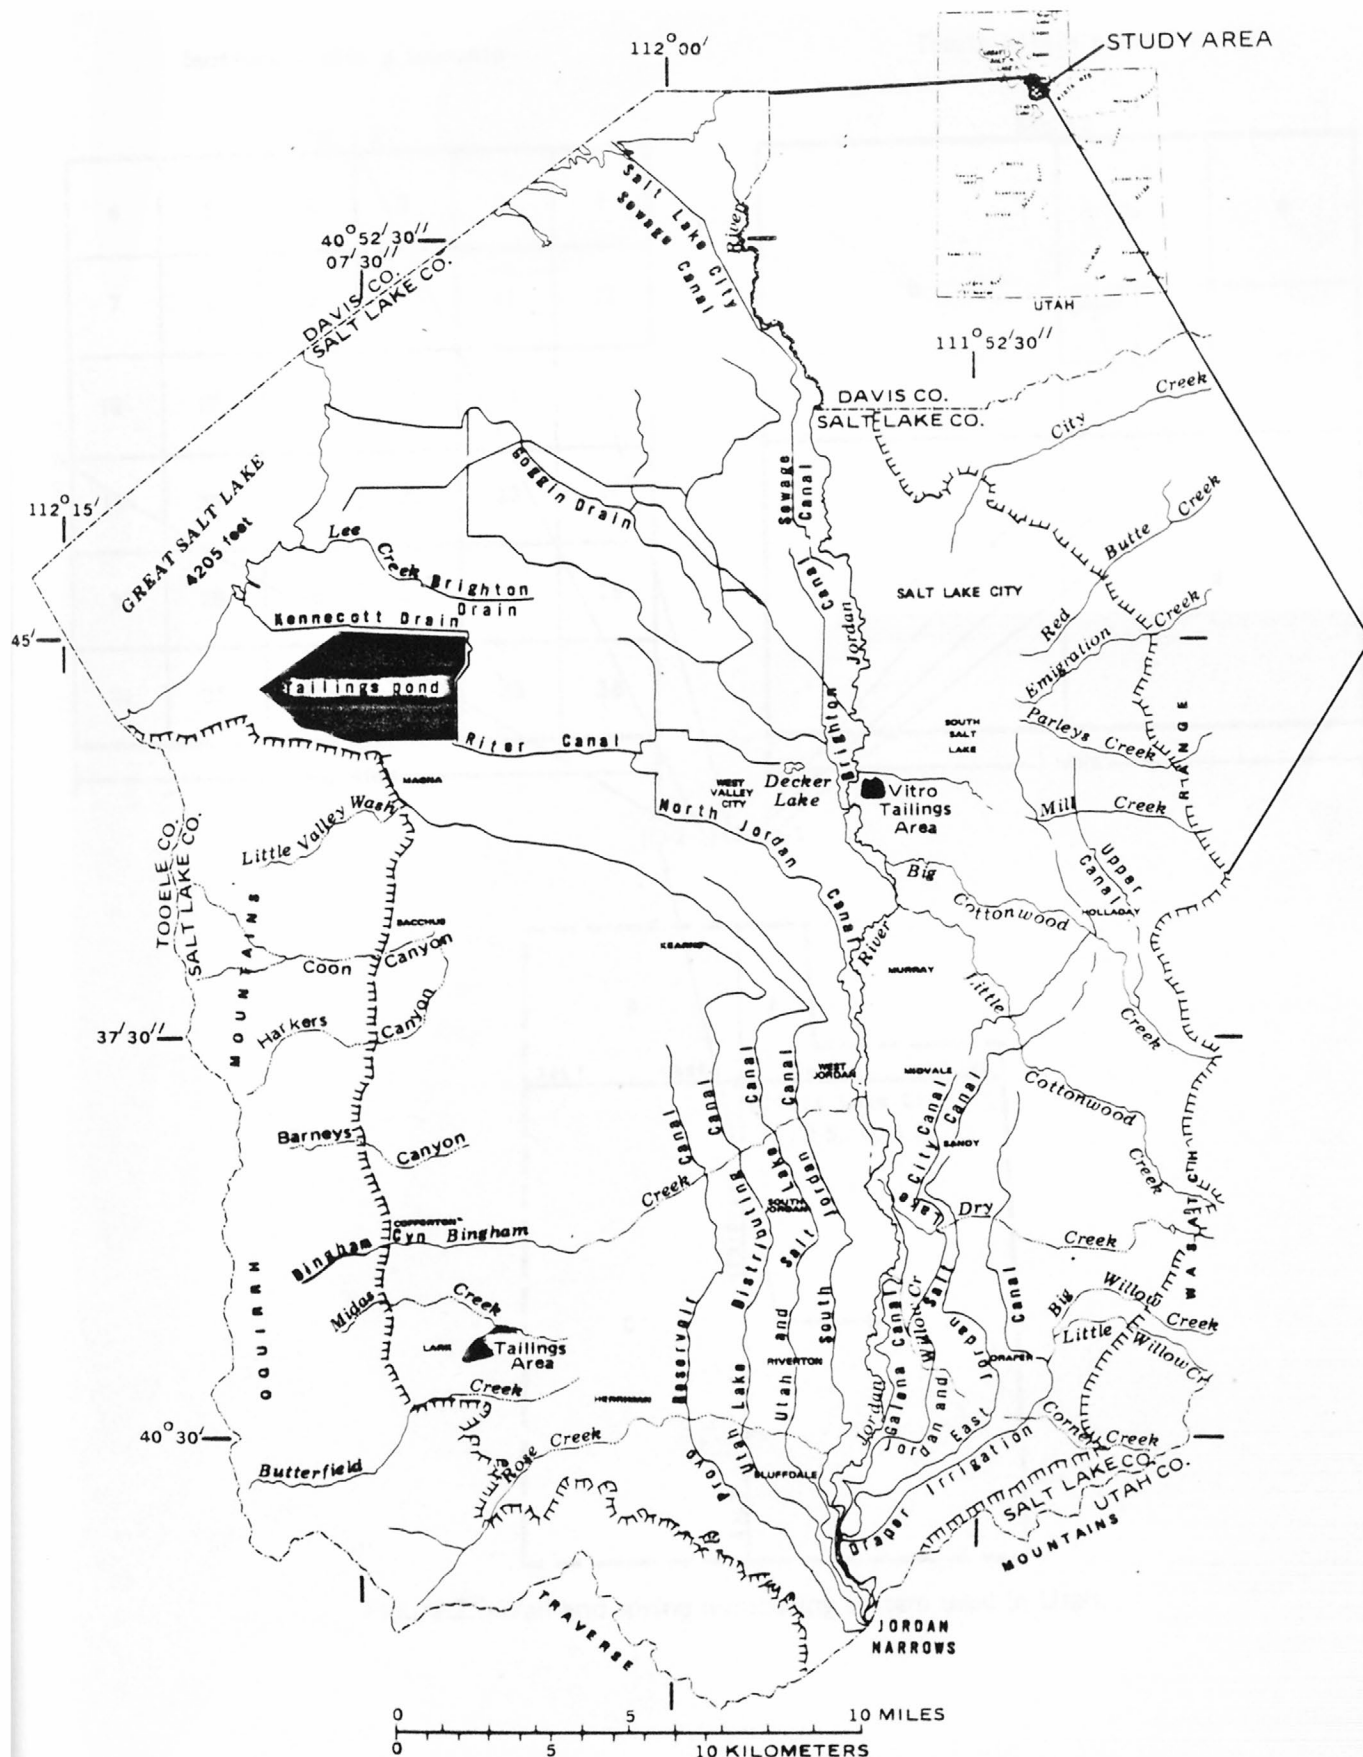 112°00'
STUDY AREA
UTAH
40°52'30"
07'30"
DAVIS CO.
SALT LAKE CO.
Salt Lake City
Sewage Canal
River
111°52'30"
DAVIS CO.
SALT LAKE CO.
City Creek
112°15'
GREAT SALT LAKE
4205 feet
Goggin Drain
Sewage
Canal
Lee Creek
Brighton
Drain
Kennecott Drain
Canal
Jordan
SALT LAKE CITY
Red Butte Creek
Emigration Creek
45'
Tailings pond
Riter Canal
Brighton
SOUTH
SALT
LAKE
Parleys Creek
RANGE
MAGNA
WEST
VALLEY
CITY
Decker
Lake
Vitro
Tailings
Area
Mill Creek
Little Valley Wash
North Jordan Canal
Upper
Canal
Big Cottonwood Creek
HOLLADAY
TOOELE CO.
SALT LAKE CO.
MOUNTAINS
BACCHUS
Coon Canyon
KEARNS
River
MURRAY
Little Cottonwood Creek
Harkers Canyon
37'30"
WEST
JORDAN
MIDVALE
Canal
Canal
Canal
Canal
City Canal
Canal
SANDY
Barneys Canyon
Creek
Lake
Jordan
SOUTH
JORDAN
Lake
Dry Creek
WASATCH
COPPERTON
Bingham Cyn Bingham
Distributing
Salt
Midas Creek
OQUIRRH
LARK
Tailings
Area
Reservoir
Lake
Utah and
South
RIVERTON
Galena Canal
Willow Cr
Salt
Jordan
Canal
Big Willow Creek
Little Willow Cr
DRAPER
Creek
HERRIMAN
Jordan
Jordan and
East
Corner Creek
40°30'
Butterfield
Rose Creek
Provo
Utah
BLUFFDALE
Draper Irrigation
SALT LAKE CO.
UTAH CO.
MOUNTAINS
TRAVERSE
JORDAN
NARROWS
0 5 10 MILES
0 5 10 KILOMETERS